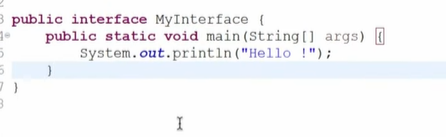 public interface MyInterface {
public static void main(String[] args) {
System.out.println("Hello !");
}
}